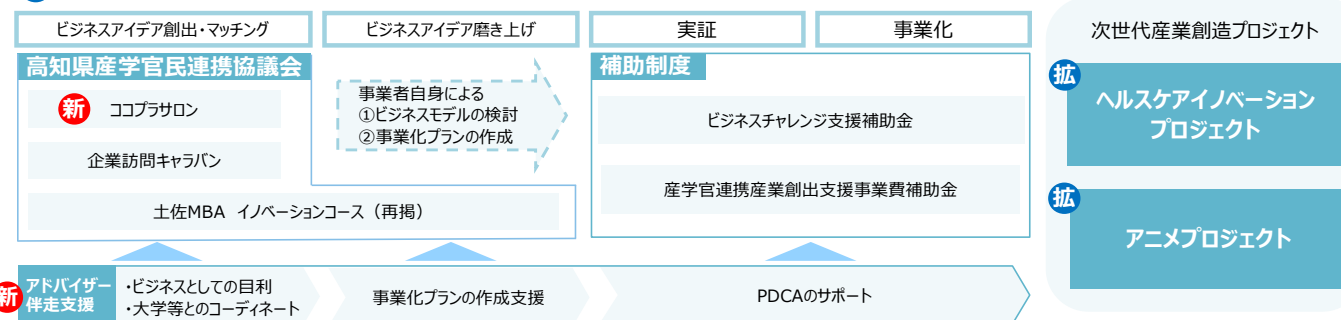 ビジネスアイデア創出・マッチング
ビジネスアイデア磨き上げ
実証
事業化
高知県産学官民連携協議会
新 ココプラサロン
企業訪問キャラバン
土佐MBA イノベーションコース（再掲）
事業者自身による
①ビジネスモデルの検討
②事業化プランの作成
補助制度
ビジネスチャレンジ支援補助金
産学官連携産業創出支援事業費補助金
新 アドバイザー
伴走支援
・ビジネスとしての目利
・大学等とのコーディネート
事業化プランの作成支援
PDCAのサポート
次世代産業創造プロジェクト
拡
ヘルスケアイノベーション
プロジェクト
拡
アニメプロジェクト